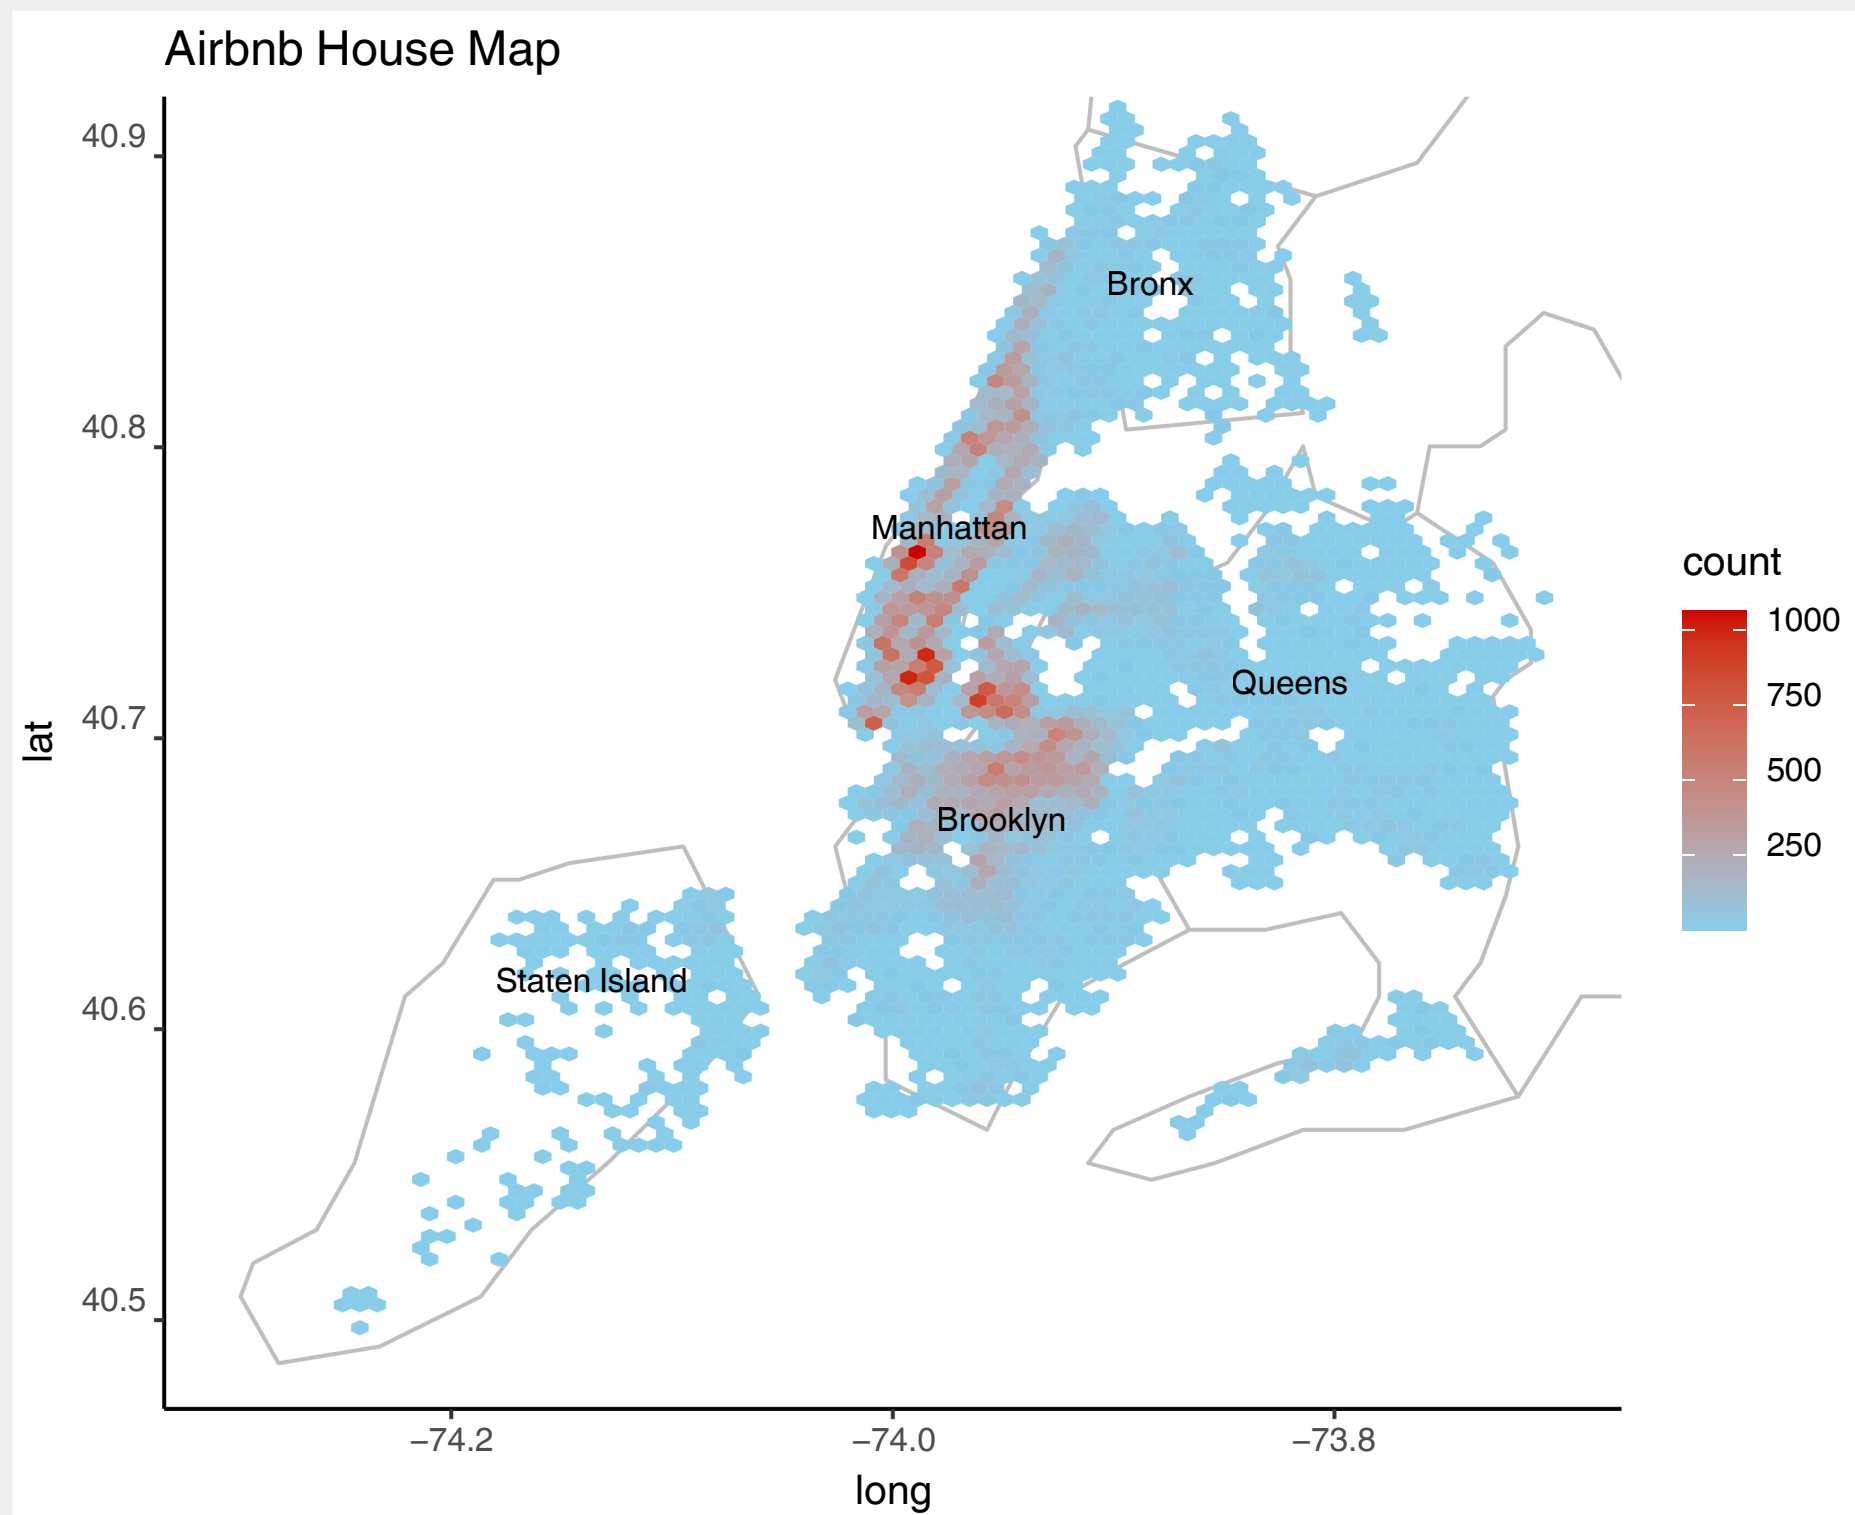 Airbnb House Map
40.9
40.8
40.7
40.6
40.5
lat
Bronx
Manhattan
Queens
Brooklyn
Staten Island
count
1000
750
500
250
−74.2
−74.0
−73.8
long